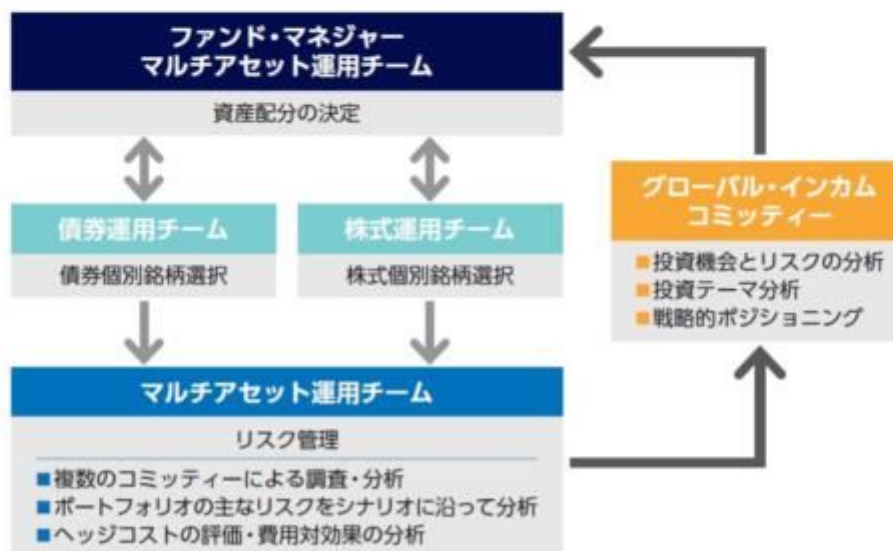 ファンド・マネジャー
マルチアセット運用チーム
資産配分の決定
債券運用チーム
債券個別銘柄選択
株式運用チーム
株式個別銘柄選択
マルチアセット運用チーム
リスク管理
■複数のコミッティーによる調査・分析
■ポートフォリオの主なリスクをシナリオに沿って分析
■ヘッジコストの評価・費用対効果の分析
グローバル・インカム
コミッティー
■投資機会とリスクの分析
■投資テーマ分析
■戦略的ポジショニング